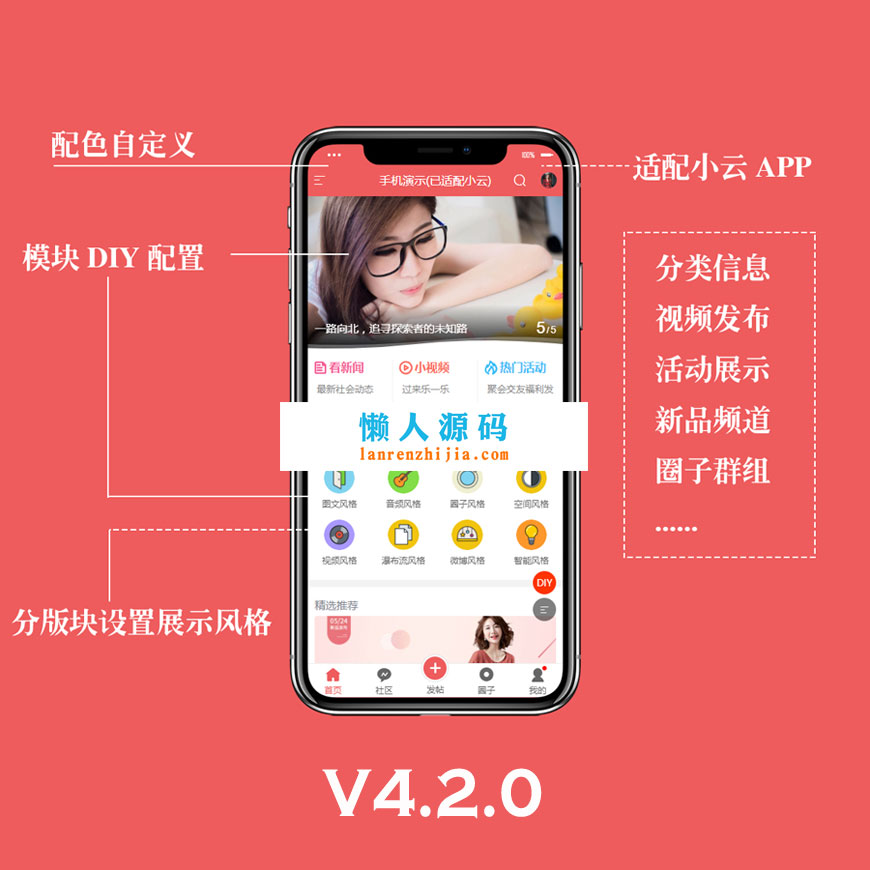 配色自定义
模块 DIY 配置
分版块设置展示风格
100%
手机演示(已适配小云)
一路向北，追寻探索者的未知路
5/5
看新闻
小视频
热门活动
最新社会动态
过来乐一乐
聚会交友福利发
懒人源码
lanrenzhijia.com
图文风格
音频风格
圈子风格
空间风格
视频风格
瀑布流风格
微博风格
智能风格
DIY
精选推荐
05/24
首页
社区
发帖
圈子
我的
适配小云 APP
分类信息
视频发布
活动展示
新品频道
圈子群组
......
V4.2.0